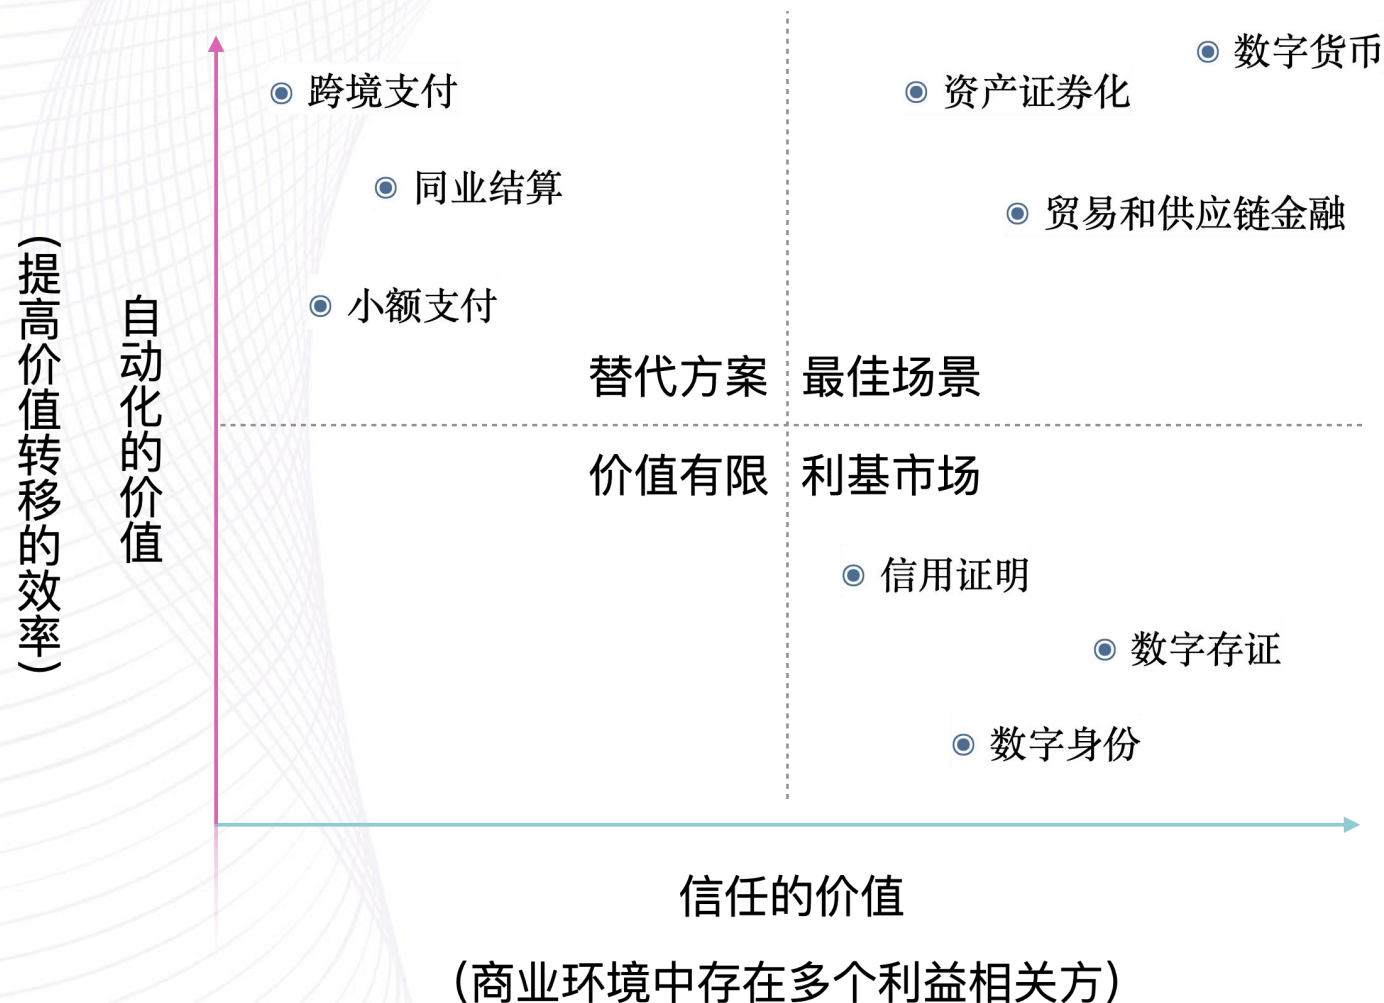 跨境支付
同业结算
小额支付
资产证券化
数字货币
贸易和供应链金融
替代方案
最佳场景
价值有限
利基市场
信用证明
数字存证
数字身份
(提高价值转移的效率)
自动化的价值
信任的价值
（商业环境中存在多个利益相关方）